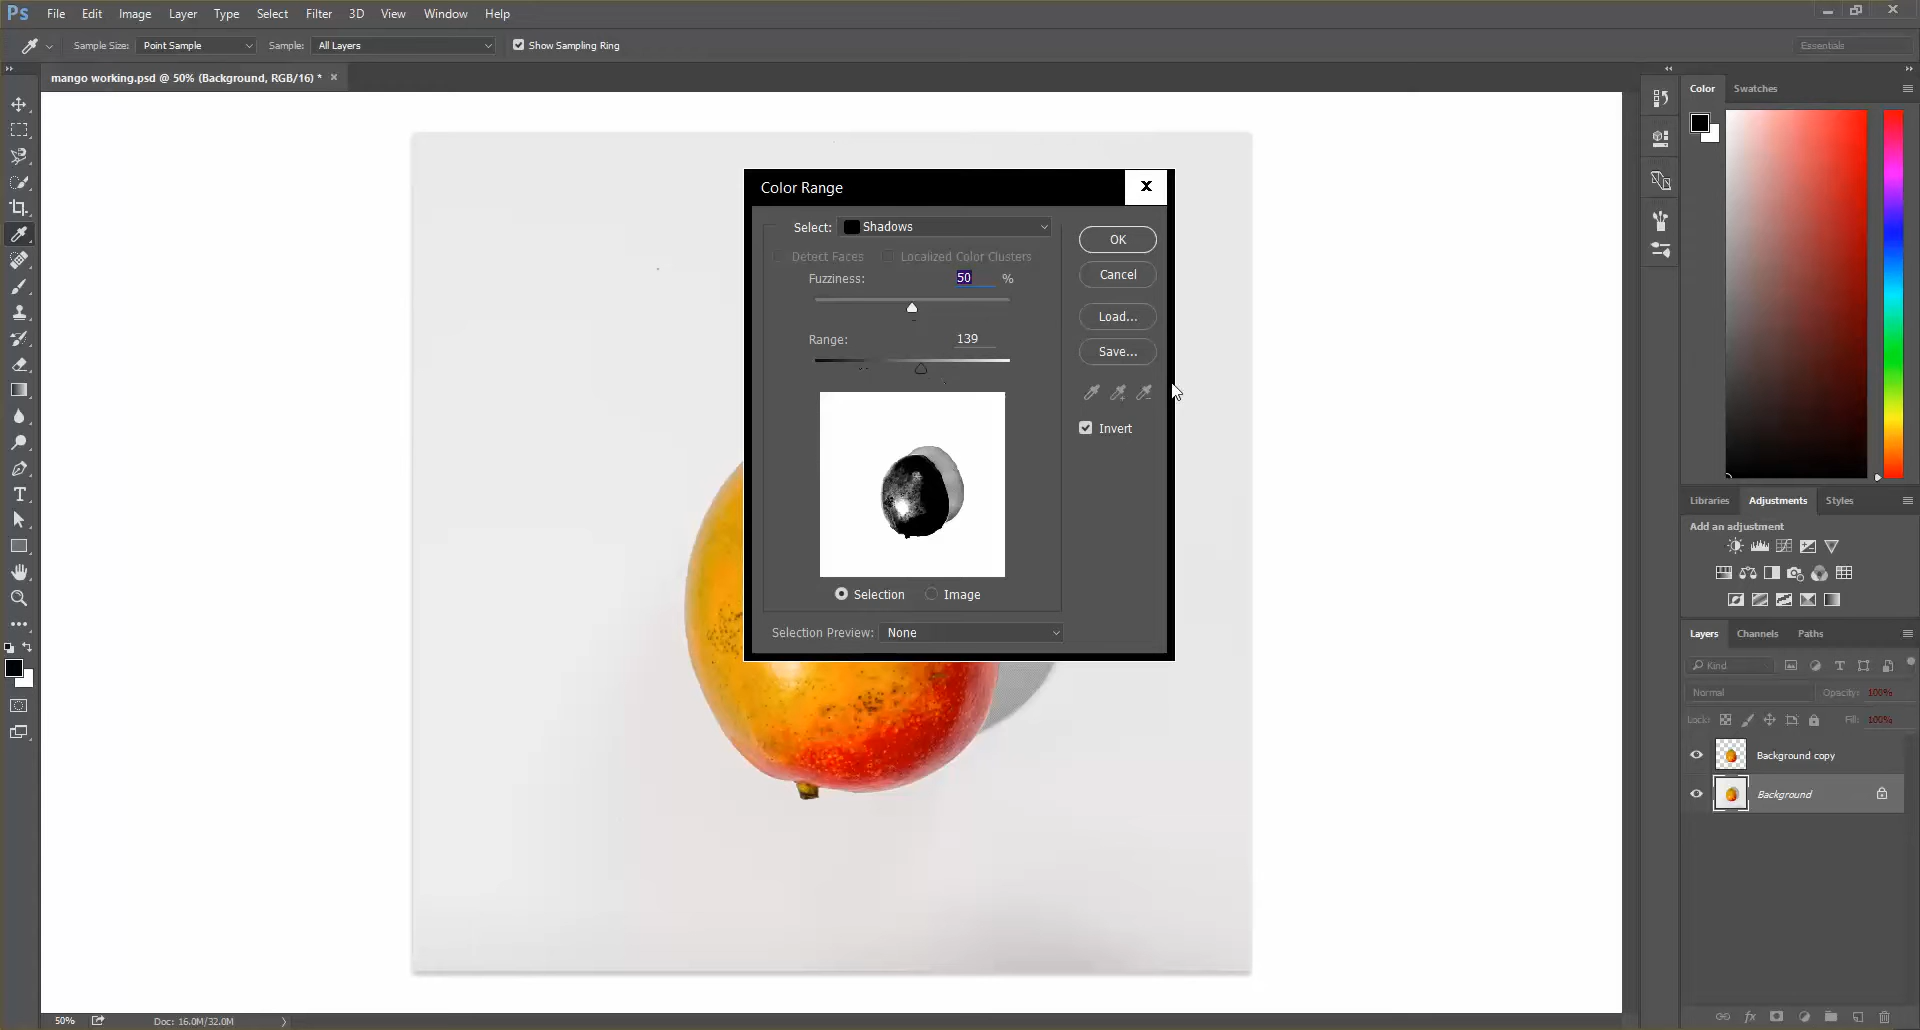 Ps File Edit Image Layer Type Select Filter 3D View Window Help
Sample Size: Point Sample Sample: All Layers Show Sampling Ring Essentials
mango working.psd @ 50% (Background, RGB/16) * ×
Color Swatches
Color Range X
Select: Shadows
OK
Detect Faces Localized Color Clusters
Fuzziness: 50 %
Cancel
Load...
Range: 139
Save...
Invert
Selection Image
Selection Preview: None
Libraries Adjustments Styles
Add an adjustment
Layers Channels Paths
Kind
Normal Opacity: 100%
Lock: Fill: 100%
Background copy
Background
50% Doc: 16.0M/32.0M